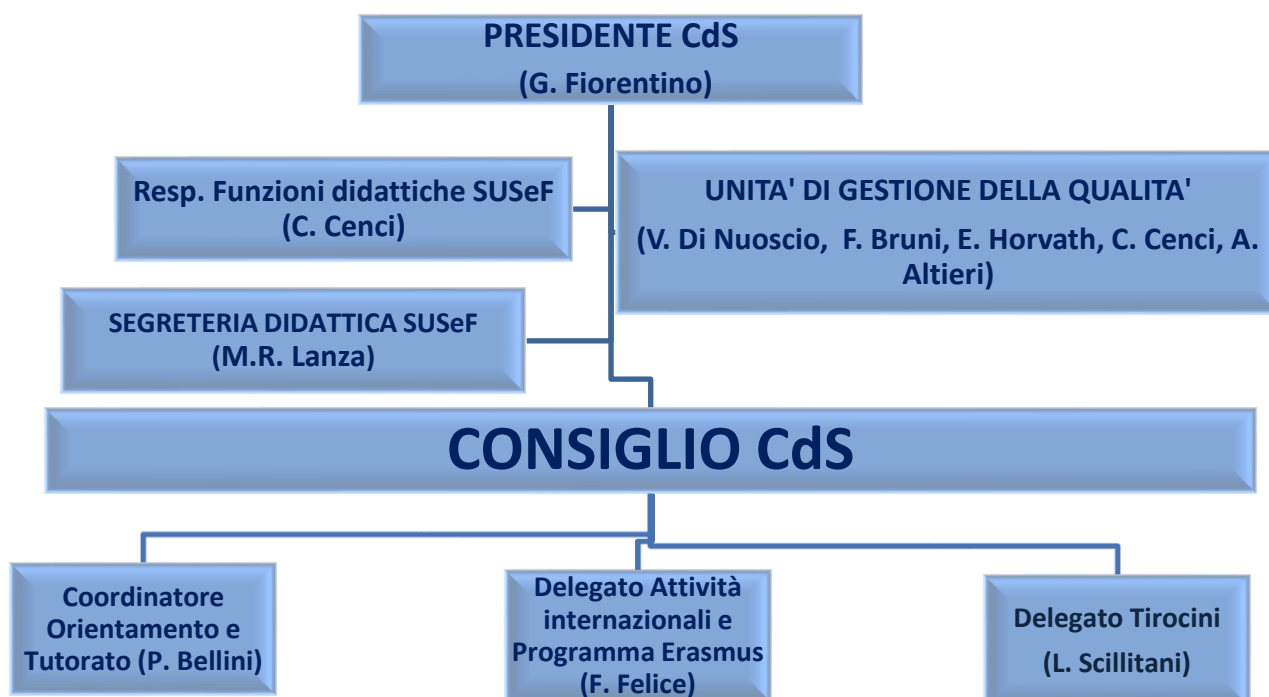 PRESIDENTE CdS
(G. Fiorentino)
Resp. Funzioni didattiche SUSeF
(C. Cenci)
UNITA' DI GESTIONE DELLA QUALITA'
(V. Di Nuoscio, F. Bruni, E. Horvath, C. Cenci, A.
Altieri)
SEGRETERIA DIDATTICA SUSeF
(M.R. Lanza)
CONSIGLIO CdS
Coordinatore
Orientamento e
Tutorato (P. Bellini)
Delegato Attività
internazionali e
Programma Erasmus
(F. Felice)
Delegato Tirocini
(L. Scillitani)